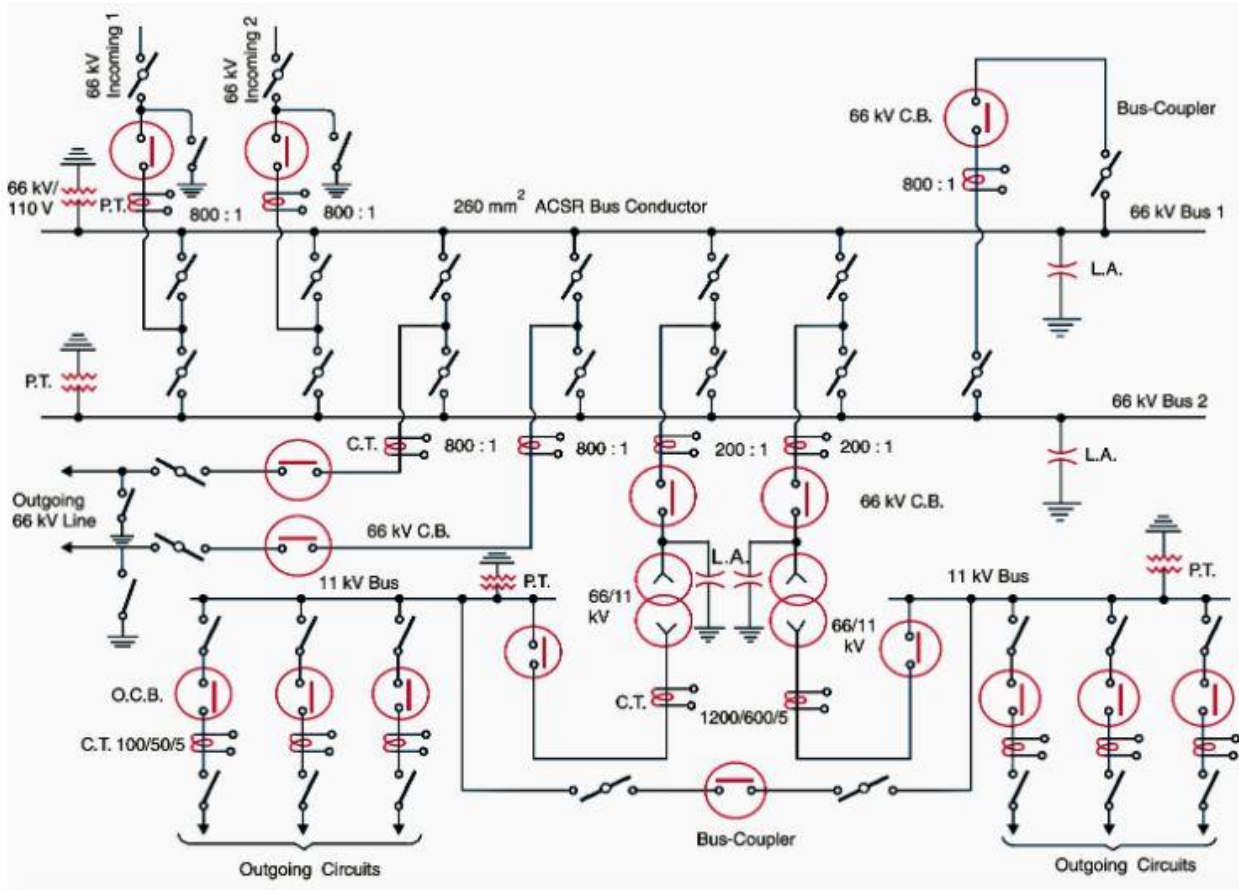 66 kV
Incoming 1
66 kV
Incoming 2
66 kV C.B.
Bus-Coupler
66 kV/
110 V
P.T.
800 : 1
800 : 1
260 mm² ACSR Bus Conductor
800 : 1
66 kV Bus 1
L.A.
P.T.
66 kV Bus 2
C.T.
800 : 1
800 : 1
200 : 1
200 : 1
L.A.
Outgoing
66 kV Line
66 kV C.B.
66 kV C.B.
11 kV Bus
P.T.
L.A.
11 kV Bus
P.T.
66/11
kV
66/11
kV
O.C.B.
C.T.
1200/600/5
C.T. 100/50/5
Bus-Coupler
Outgoing Circuits
Outgoing Circuits